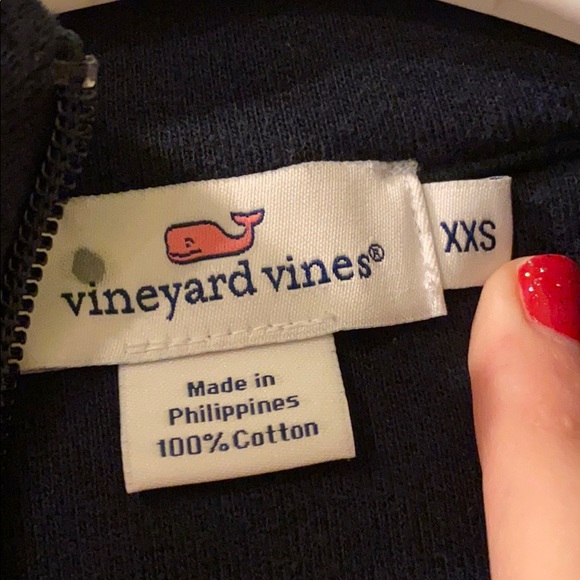 vineyard vines®
XXS
Made in
Philippines
100% Cotton